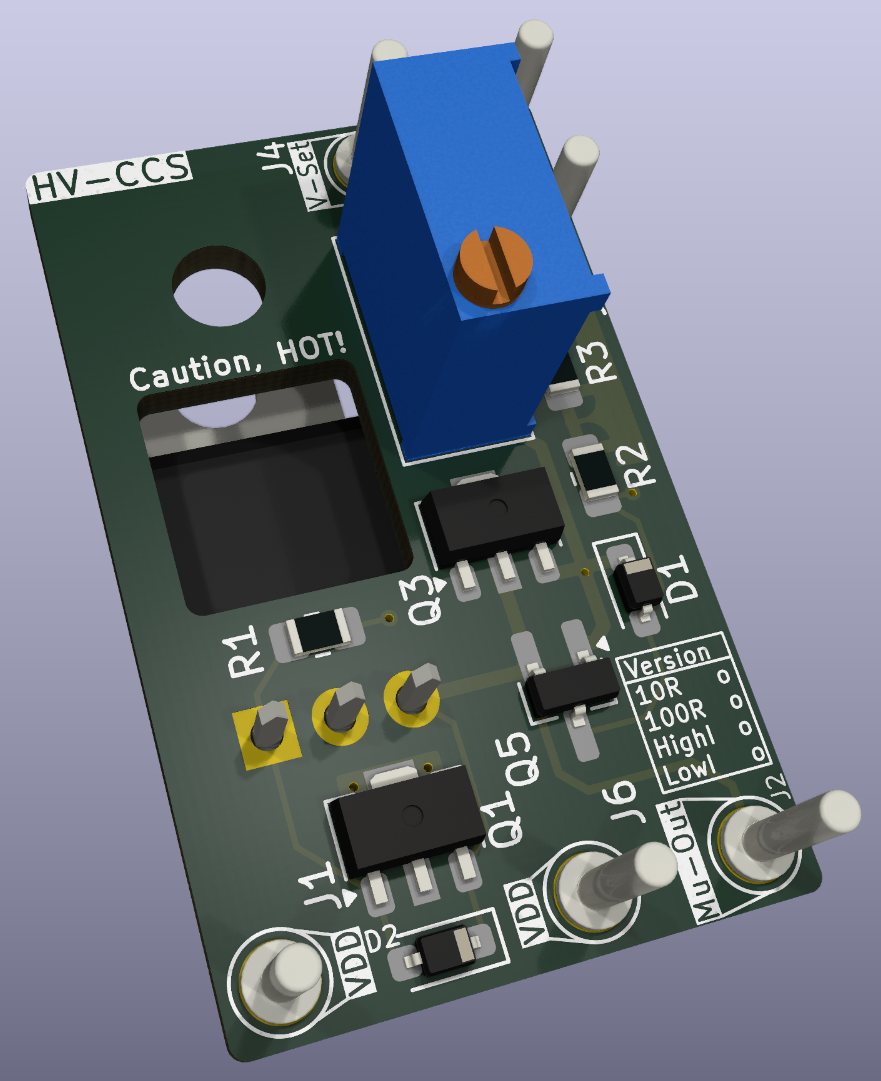 HV-CCS
J4
V-Set
Caution, HOT!
R3
R2
Q3
D1
R1
Version
10R
100R
HighI
LowI
Q5
J6
J2
Q1
Mu-Out
J1
VDD
D2
VDD